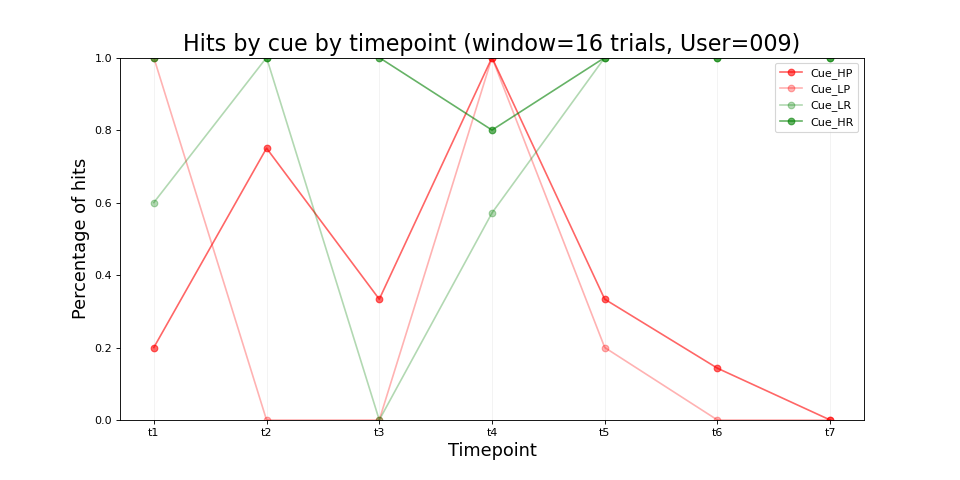 Hits by cue by timepoint (window=16 trials, User=009)
Percentage of hits
1.0
0.8
0.6
0.4
0.2
0.0
Cue_HP
Cue_LP
Cue_LR
Cue_HR
t1 t2 t3 t4 t5 t6 t7
Timepoint